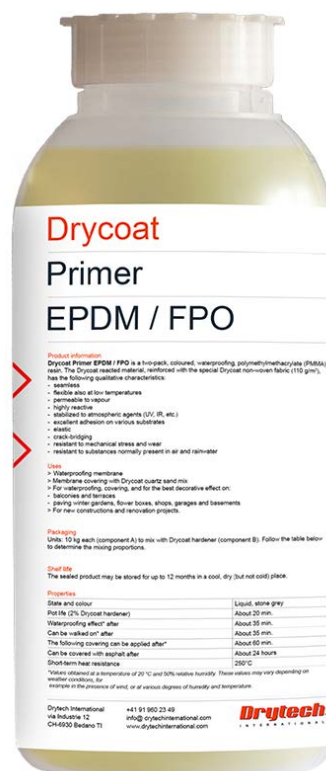 Drycoat
Primer
EPDM / FPO
Product information
Drycoat Primer EPDM / FPO is a two-pack, coloured, waterproofing, polymethylmethacrylate (PMMA)
resin. The Drycoat reacted material, reinforced with the special Drycoat non-woven fabric (110 g/m²),
has the following qualitative characteristics:
- seamless
- flexible also at low temperatures
- permeable to vapour
- highly reactive
- stabilized to atmospheric agents (UV, IR, etc.)
- excellent adhesion on various substrates
- elastic
- crack-bridging
- resistant to mechanical stress and wear
- resistant to substances normally present in air and rainwater
Uses
> Waterproofing membrane
> Membrane covering with Drycoat quartz sand mix
> For waterproofing, covering, and for the best decorative effect on:
- balconies and terraces
- paving winter gardens, flower boxes, shops, garages and basements
> For new constructions and renovation projects.
Packaging
Units: 10 kg each (component A) to mix with Drycoat hardener (component B). Follow the table below
to determine the mixing proportions.
Shelf life
The sealed product may be stored for up to 12 months in a cool, dry (but not cold) place.
Properties
State and colour Liquid, stone grey
Pot life (2% Drycoat hardener) About 20 min.
Waterproofing effect* after About 35 min.
Can be walked on* after About 35 min.
The following covering can be applied after* About 60 min.
Can be covered with asphalt after About 24 hours
Short-term heat resistance 250°C
*Values obtained at a temperature of 20 °C and 50% relative humidity. These values may vary depending on
weather conditions, for
example in the presence of wind, or at various degrees of humidity and temperature.
Drytech International +41 91 960 23 49
via Industrie 12 info@ drytechinternational.com
CH-6930 Bedano TI www.drytechinternational.com
Drytech
INTERNATIONAL